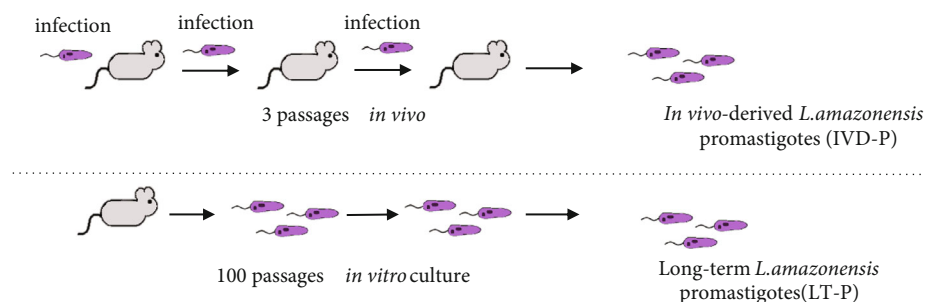 infection
infection
infection
3 passages in vivo
In vivo-derived L.amazonensis
promastigotes (IVD-P)
100 passages in vitro culture
Long-term L.amazonensis
promastigotes(LT-P)